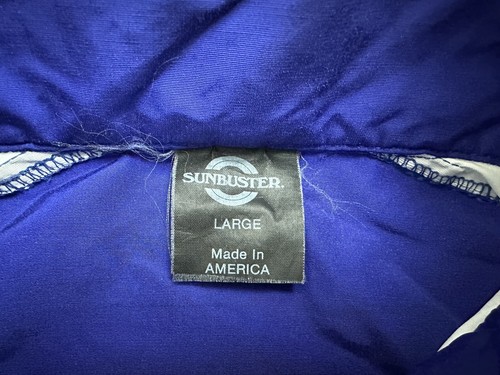 SUNBUSTER.
LARGE
Made In
AMERICA